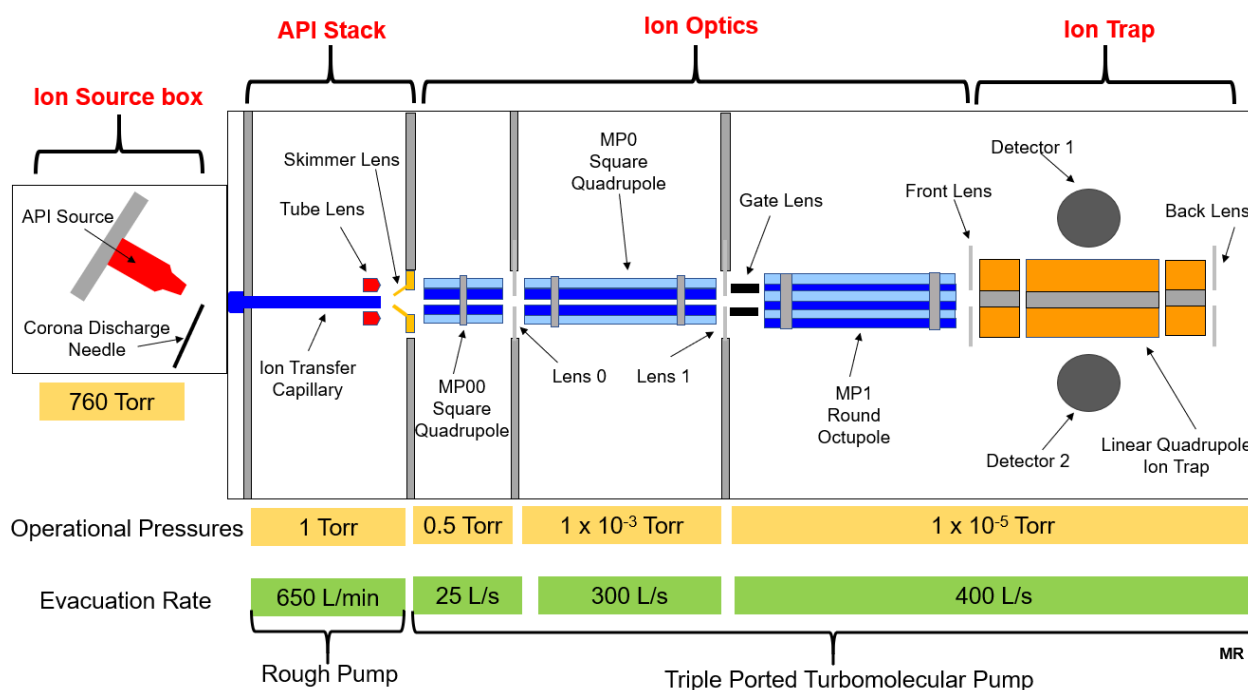 API Stack
Ion Optics
Ion Trap
Ion Source box
API Source
Corona Discharge
Needle
760 Torr
Skimmer Lens
Tube Lens
Ion Transfer
Capillary
MP00
Square
Quadrupole
MP0
Square
Quadrupole
Lens 0
Lens 1
Gate Lens
MP1
Round
Octupole
Front Lens
Detector 1
Back Lens
Detector 2
Linear Quadrupole
Ion Trap
Operational Pressures
1 Torr
0.5 Torr
1 x 10⁻³ Torr
1 x 10⁻⁵ Torr
Evacuation Rate
650 L/min
25 L/s
300 L/s
400 L/s
Rough Pump
Triple Ported Turbomolecular Pump
MR